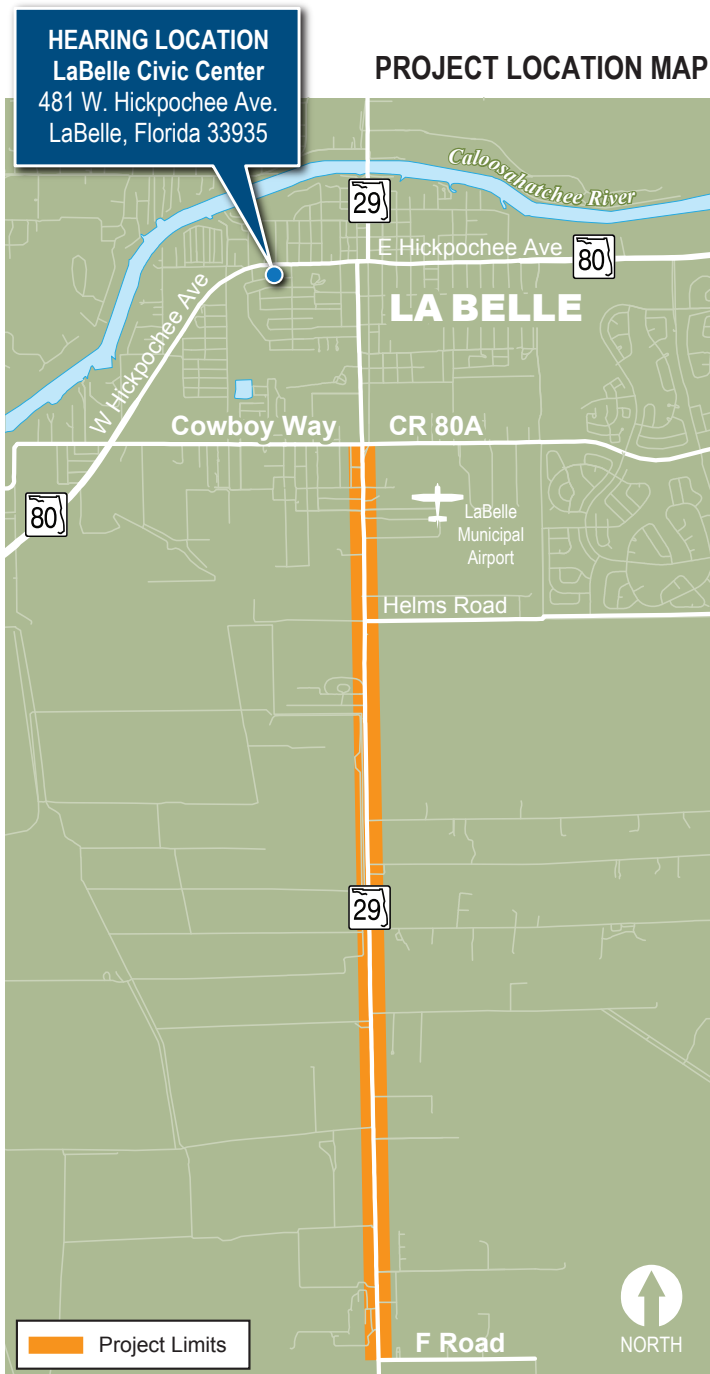 HEARING LOCATION
LaBelle Civic Center
481 W. Hickpochee Ave.
LaBelle, Florida 33935
PROJECT LOCATION MAP
Caloosahatchee River
29
E Hickpochee Ave
80
LA BELLE
W Hickpochee Ave
Cowboy Way
CR 80A
80
LaBelle
Municipal
Airport
Helms Road
29
Project Limits
F Road
NORTH